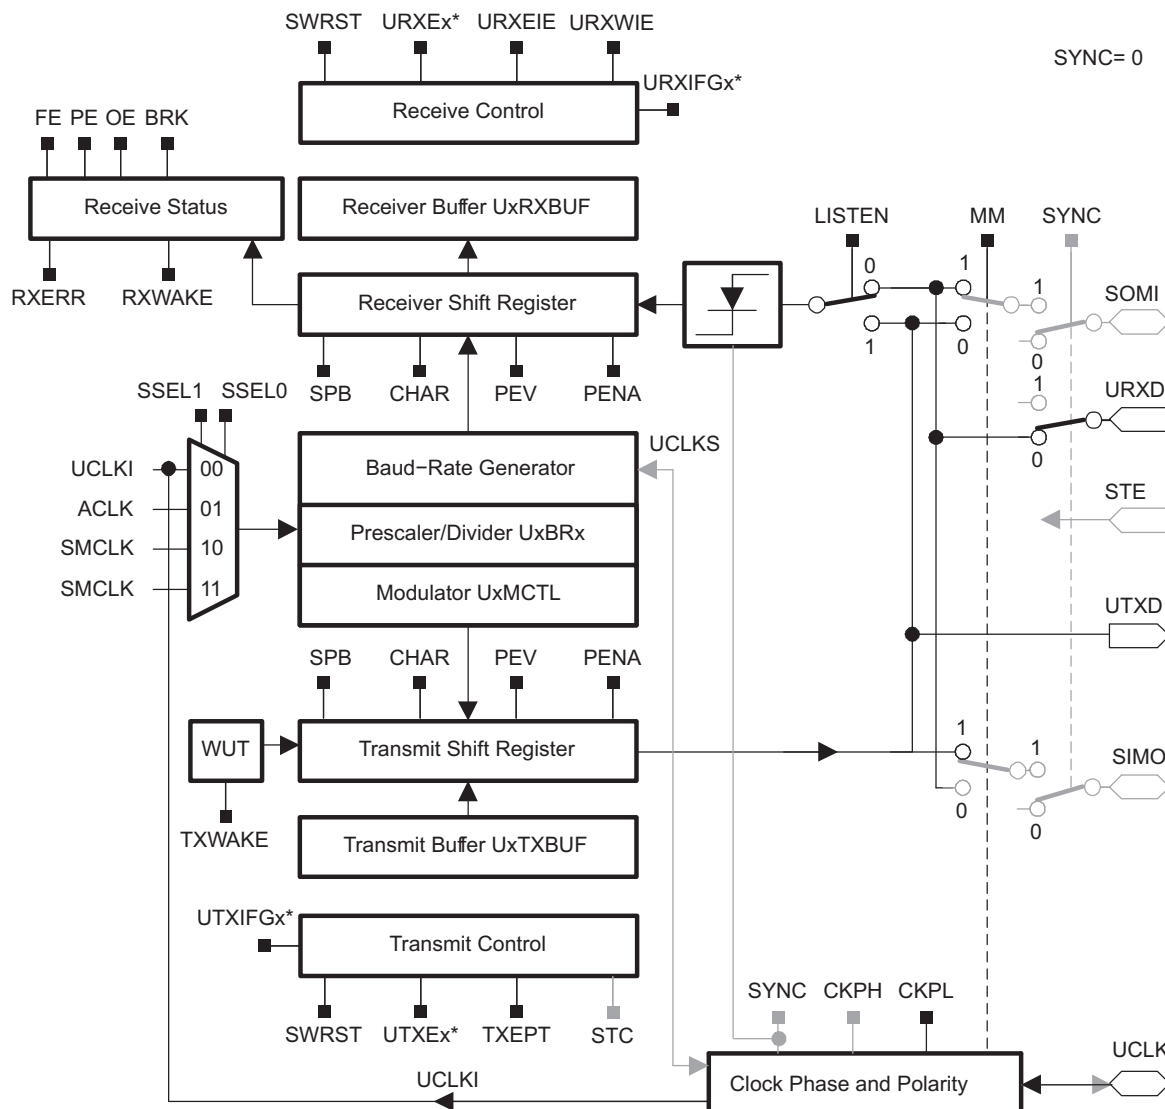 SWRST URXEx* URXEIE URXWIE
SYNC= 0
URXIFGx*
Receive Control
FE PE OE BRK
Receive Status
Receiver Buffer UxRXBUF
LISTEN MM SYNC
RXERR RXWAKE
Receiver Shift Register
0 1 1
SOMI
1 0 0
SPB CHAR PEV PENA
1
URXD
SSEL1 SSEL0
UCLKS
0
UCLKI 00
Baud−Rate Generator
STE
ACLK 01
Prescaler/Divider UxBRx
SMCLK 10
SMCLK 11
Modulator UxMCTL
UTXD
SPB CHAR PEV PENA
WUT
Transmit Shift Register
1 1
SIMO
0 0
TXWAKE
Transmit Buffer UxTXBUF
UTXIFGx*
Transmit Control
SWRST UTXEx* TXEPT STC
SYNC CKPH CKPL
UCLK
UCLKI
Clock Phase and Polarity